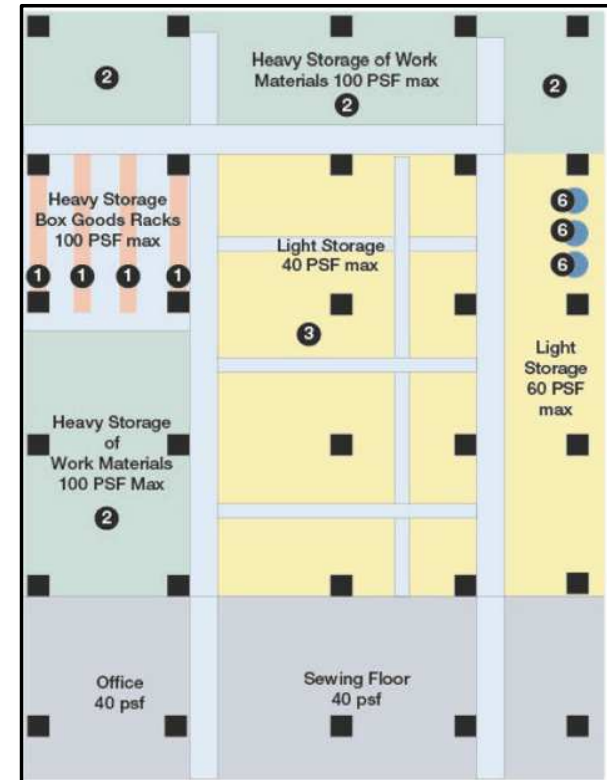 Heavy Storage of Work
Materials 100 PSF max
2
2
2
Heavy Storage
Box Goods Racks
100 PSF max
1
1
1
1
Light Storage
40 PSF max
3
6
6
6
Light
Storage
60 PSF
max
Heavy Storage
of
Work Materials
100 PSF Max
2
Office
40 psf
Sewing Floor
40 psf